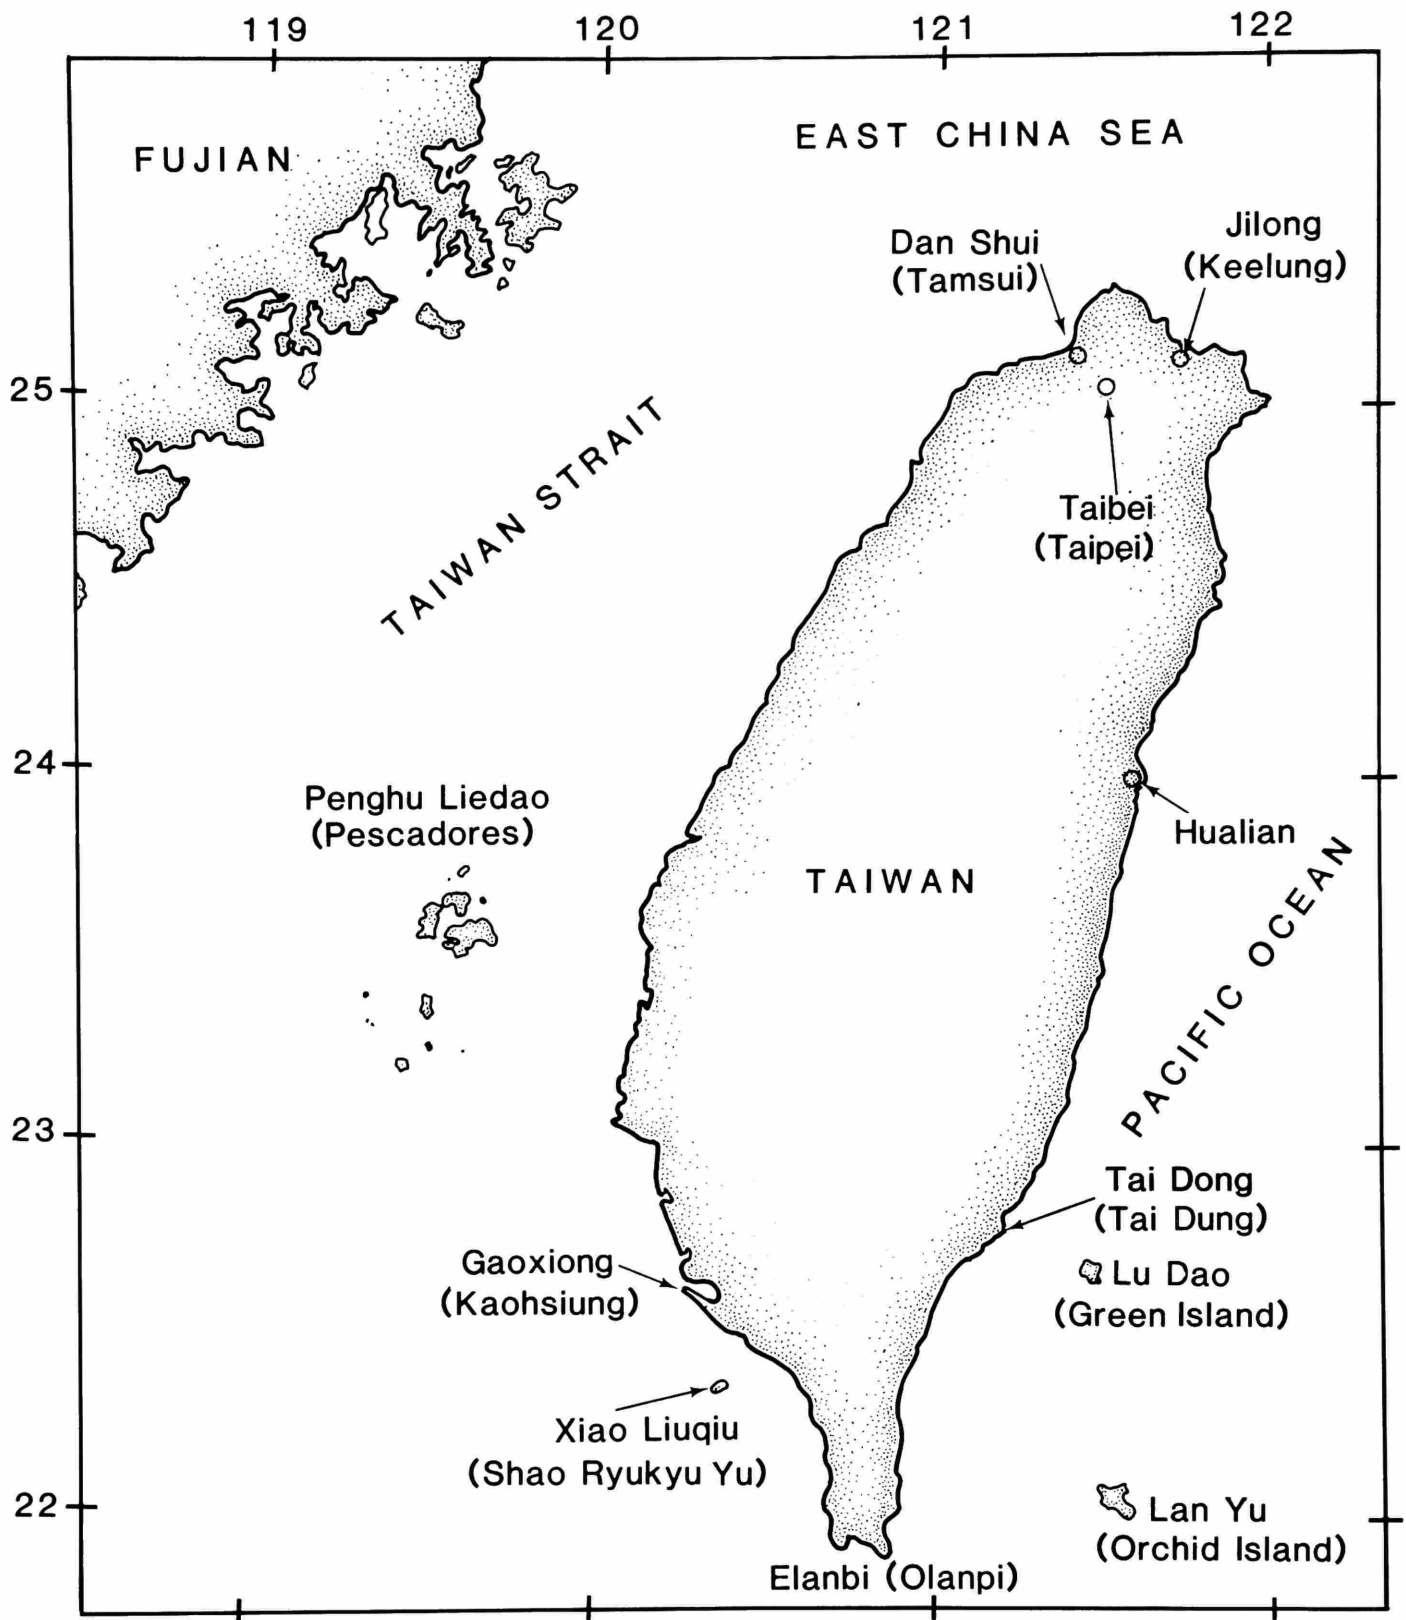 119 120 121 122
EAST CHINA SEA
FUJIAN
Dan Shui
(Tamsui)
Jilong
(Keelung)
25
TAIWAN STRAIT
Taibei
(Taipei)
24
Penghu Liedao
(Pescadores)
Hualian
TAIWAN
PACIFIC OCEAN
23
Tai Dong
(Tai Dung)
Gaoxiong
(Kaohsiung)
Lu Dao
(Green Island)
Xiao Liuqiu
(Shao Ryukyu Yu)
22
Lan Yu
(Orchid Island)
Elanbi (Olanpi)